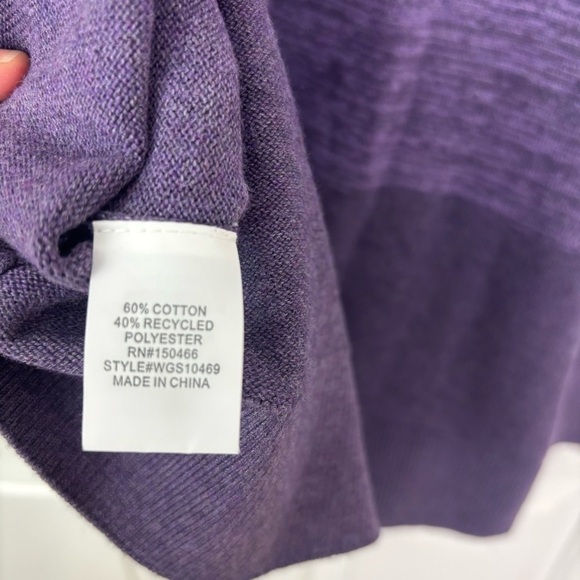 60% COTTON
40% RECYCLED
POLYESTER
RN#150466
STYLE#WGS10469
MADE IN CHINA